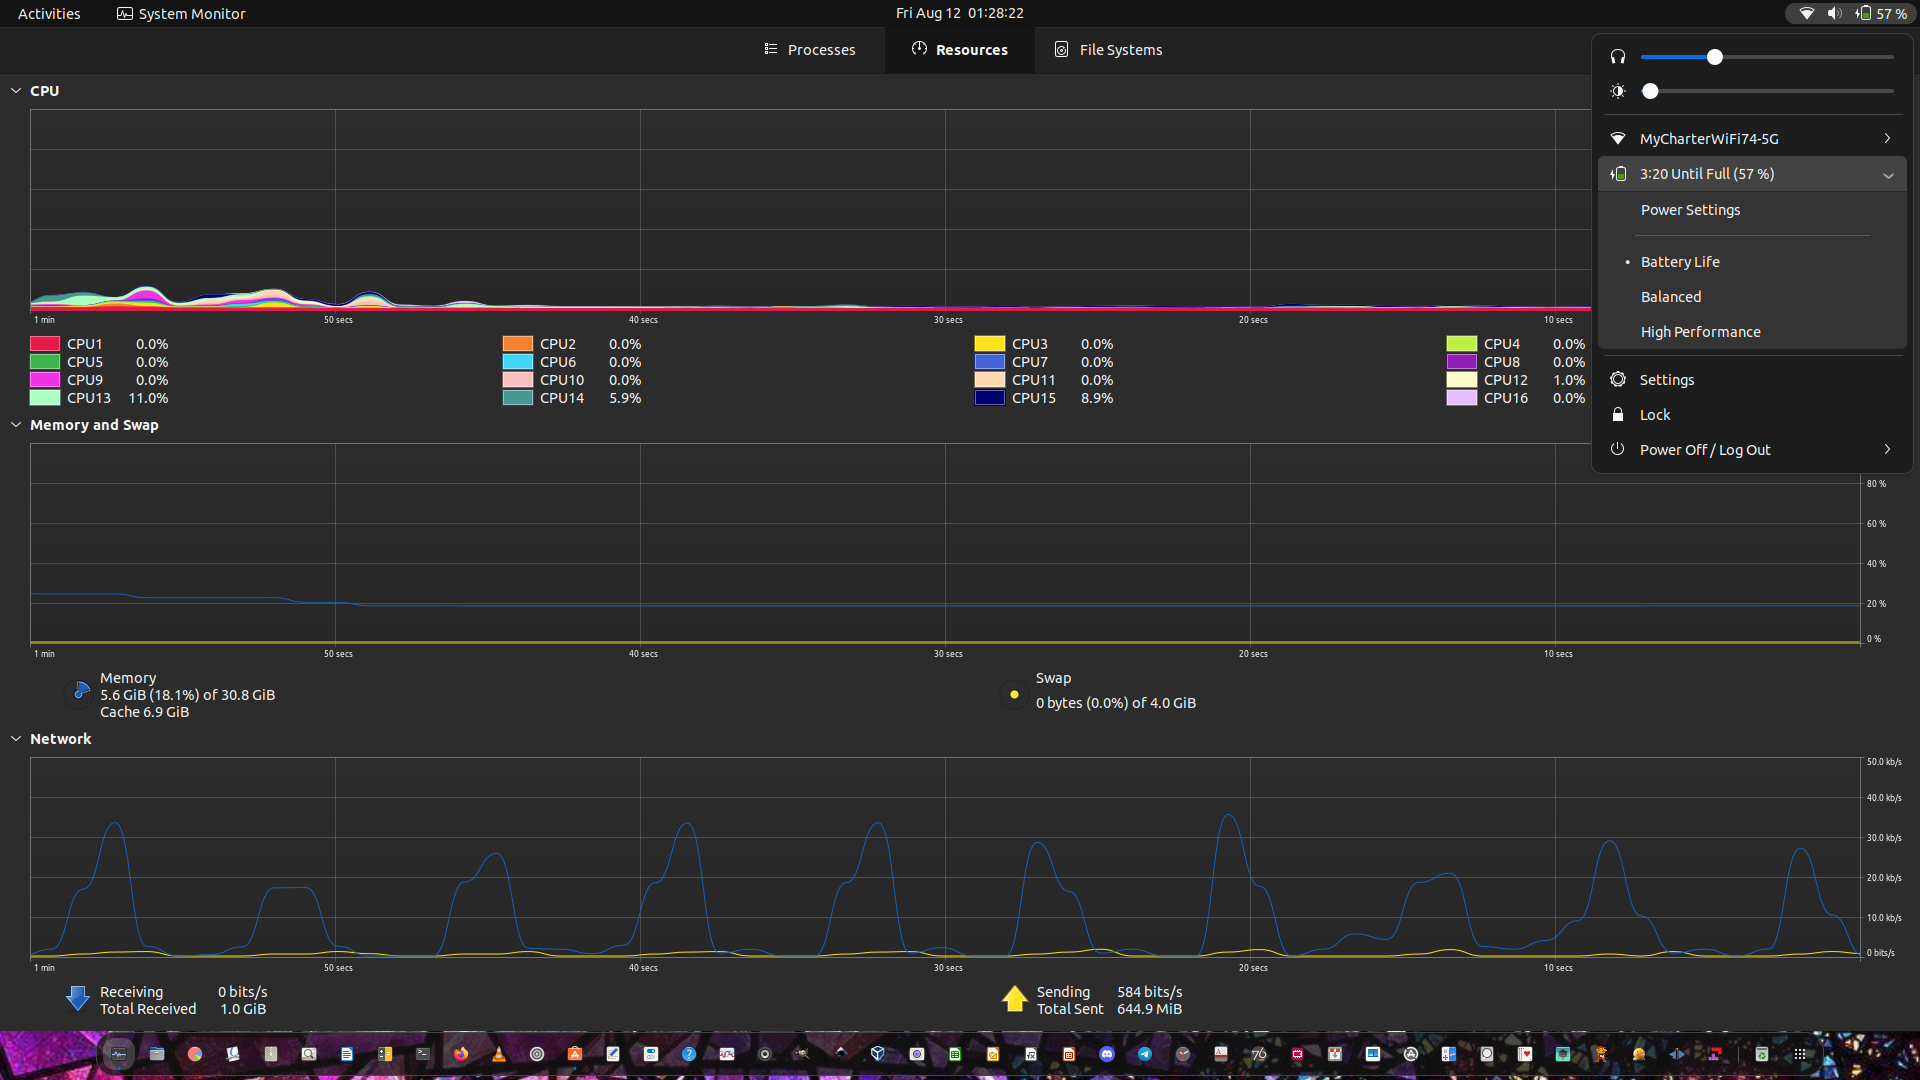 Activities System Monitor Fri Aug 12 01:28:22 57 %
Processes Resources File Systems
CPU
1 min 50 secs 40 secs 30 secs 20 secs 10 secs
CPU1 0.0% CPU2 0.0% CPU3 0.0% CPU4 0.0%
CPU5 0.0% CPU6 0.0% CPU7 0.0% CPU8 0.0%
CPU9 0.0% CPU10 0.0% CPU11 0.0% CPU12 1.0%
CPU13 11.0% CPU14 5.9% CPU15 8.9% CPU16 0.0%
MyCharterWiFi74-5G
3:20 Until Full (57 %)
Power Settings
• Battery Life
Balanced
High Performance
Settings
Lock
Power Off / Log Out
Memory and Swap
80 %
60 %
40 %
20 %
0 %
1 min 50 secs 40 secs 30 secs 20 secs 10 secs
Memory
5.6 GiB (18.1%) of 30.8 GiB
Cache 6.9 GiB
Swap
0 bytes (0.0%) of 4.0 GiB
Network
50.0 kb/s
40.0 kb/s
30.0 kb/s
20.0 kb/s
10.0 kb/s
0 bits/s
1 min 50 secs 40 secs 30 secs 20 secs 10 secs
Receiving 0 bits/s
Total Received 1.0 GiB
Sending 584 bits/s
Total Sent 644.9 MiB
76